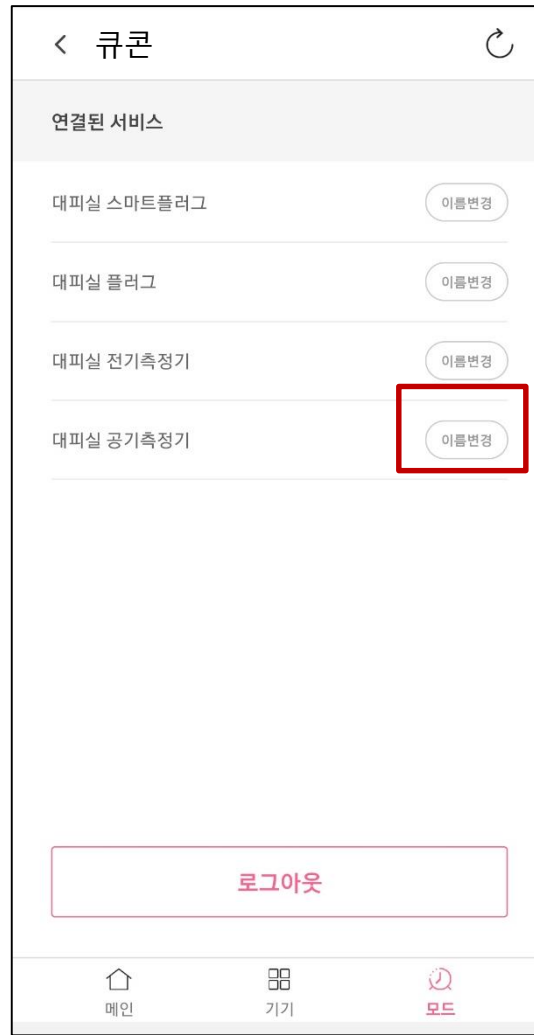 큐콘
연결된 서비스
대피실 스마트플러그 이름변경
대피실 플러그 이름변경
대피실 전기측정기 이름변경
대피실 공기측정기 이름변경
로그아웃
메인 기기 모드